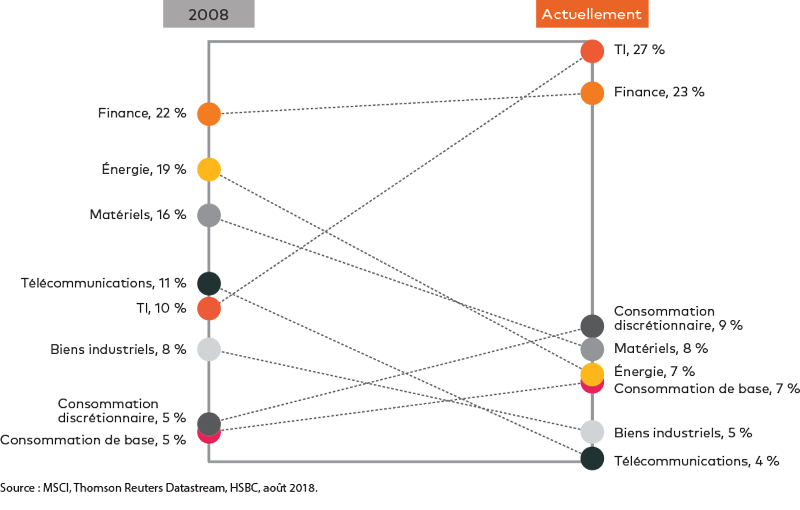 2008
Actuellement
Finance, 22 %
Énergie, 19 %
Matériels, 16 %
Télécommunications, 11 %
TI, 10 %
Biens industriels, 8 %
Consommation
discrétionnaire, 5 %
Consommation de base, 5 %
TI, 27 %
Finance, 23 %
Consommation
discrétionnaire, 9 %
Matériels, 8 %
Énergie, 7 %
Consommation de base, 7 %
Biens industriels, 5 %
Télécommunications, 4 %
Source : MSCI, Thomson Reuters Datastream, HSBC, août 2018.